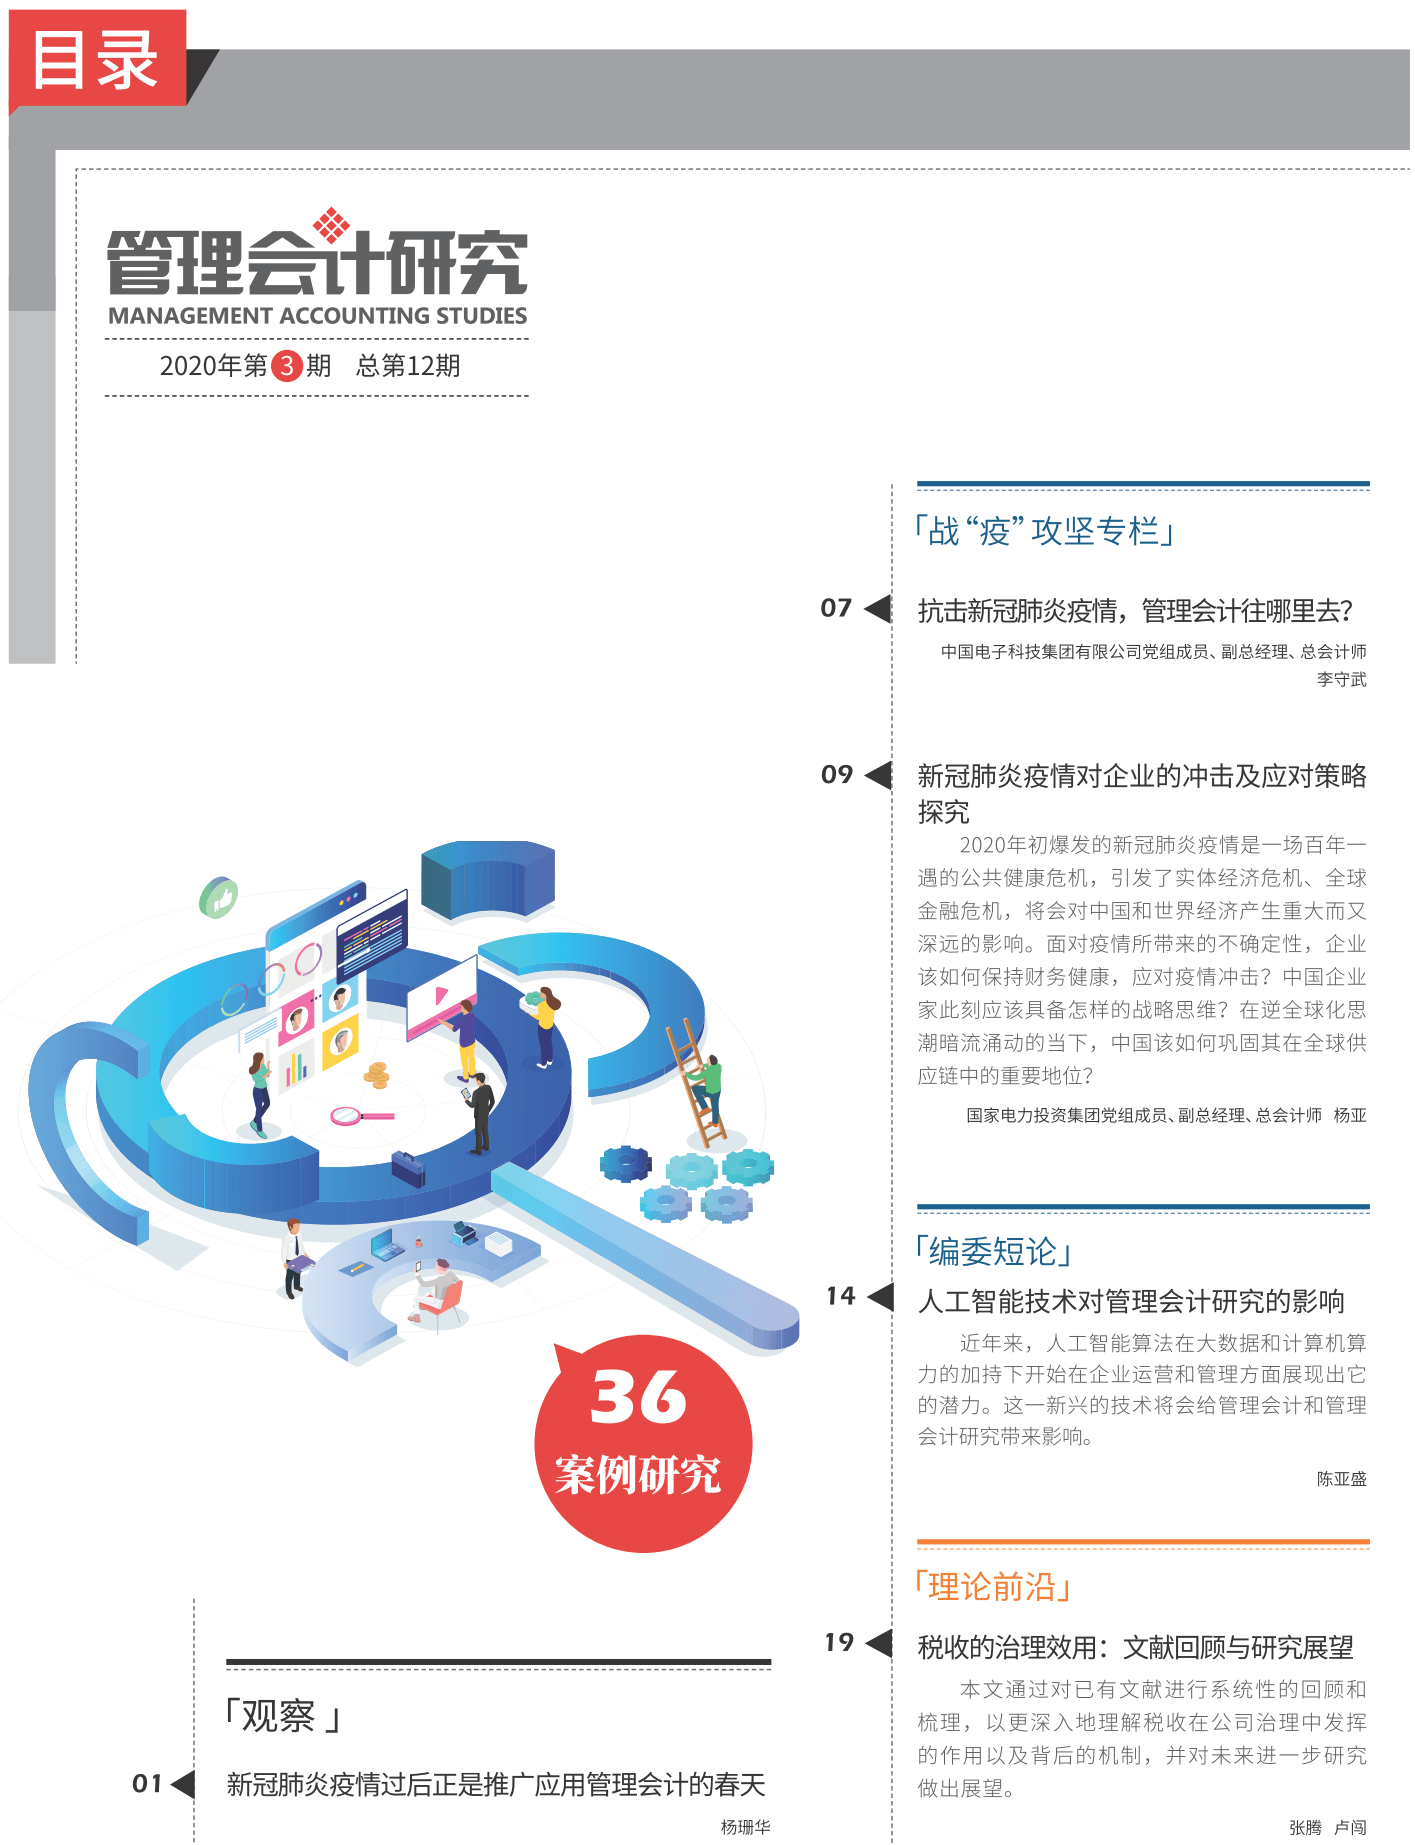 目录
管理会计研究
MANAGEMENT ACCOUNTING STUDIES
2020年第3期 总第12期
「战“疫”攻坚专栏」
07 抗击新冠肺炎疫情，管理会计往哪里去？
中国电子科技集团有限公司党组成员、副总经理、总会计师
李守武
09 新冠肺炎疫情对企业的冲击及应对策略
探究
2020年初爆发的新冠肺炎疫情是一场百年一
遇的公共健康危机，引发了实体经济危机、全球
金融危机，将会对中国和世界经济产生重大而又
深远的影响。面对疫情所带来的不确定性，企业
该如何保持财务健康，应对疫情冲击？中国企业
家此刻应该具备怎样的战略思维？在逆全球化思
潮暗流涌动的当下，中国该如何巩固其在全球供
应链中的重要地位？
国家电力投资集团党组成员、副总经理、总会计师 杨亚
「编委短论」
14 人工智能技术对管理会计研究的影响
近年来，人工智能算法在大数据和计算机算
力的加持下开始在企业运营和管理方面展现出它
的潜力。这一新兴的技术将会给管理会计和管理
会计研究带来影响。
陈亚盛
「理论前沿」
19 税收的治理效用：文献回顾与研究展望
本文通过对已有文献进行系统性的回顾和
梳理，以更深入地理解税收在公司治理中发挥
的作用以及背后的机制，并对未来进一步研究
做出展望。
张腾 卢闯
36
案例研究
「观察 」
01 新冠肺炎疫情过后正是推广应用管理会计的春天
杨珊华